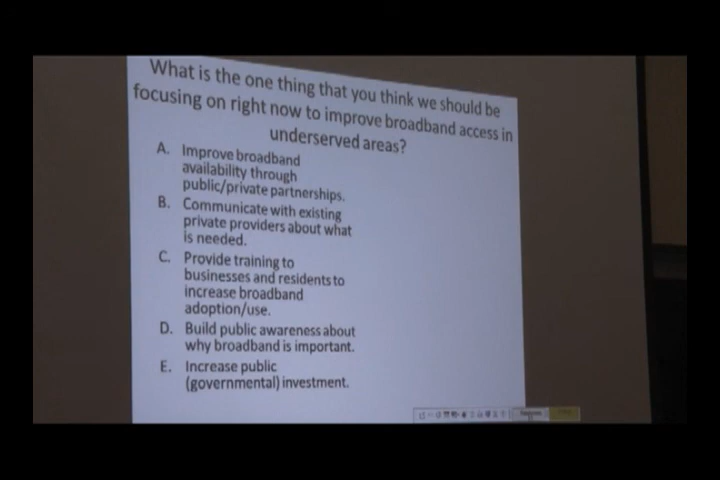 What is the one thing that you think we should be
focusing on right now to improve broadband access in
underserved areas?
A. Improve broadband
availability through
public/private partnerships.
B. Communicate with existing
private providers about what
is needed.
C. Provide training to
businesses and residents to
increase broadband
adoption/use.
D. Build public awareness about
why broadband is important.
E. Increase public
(governmental) investment.